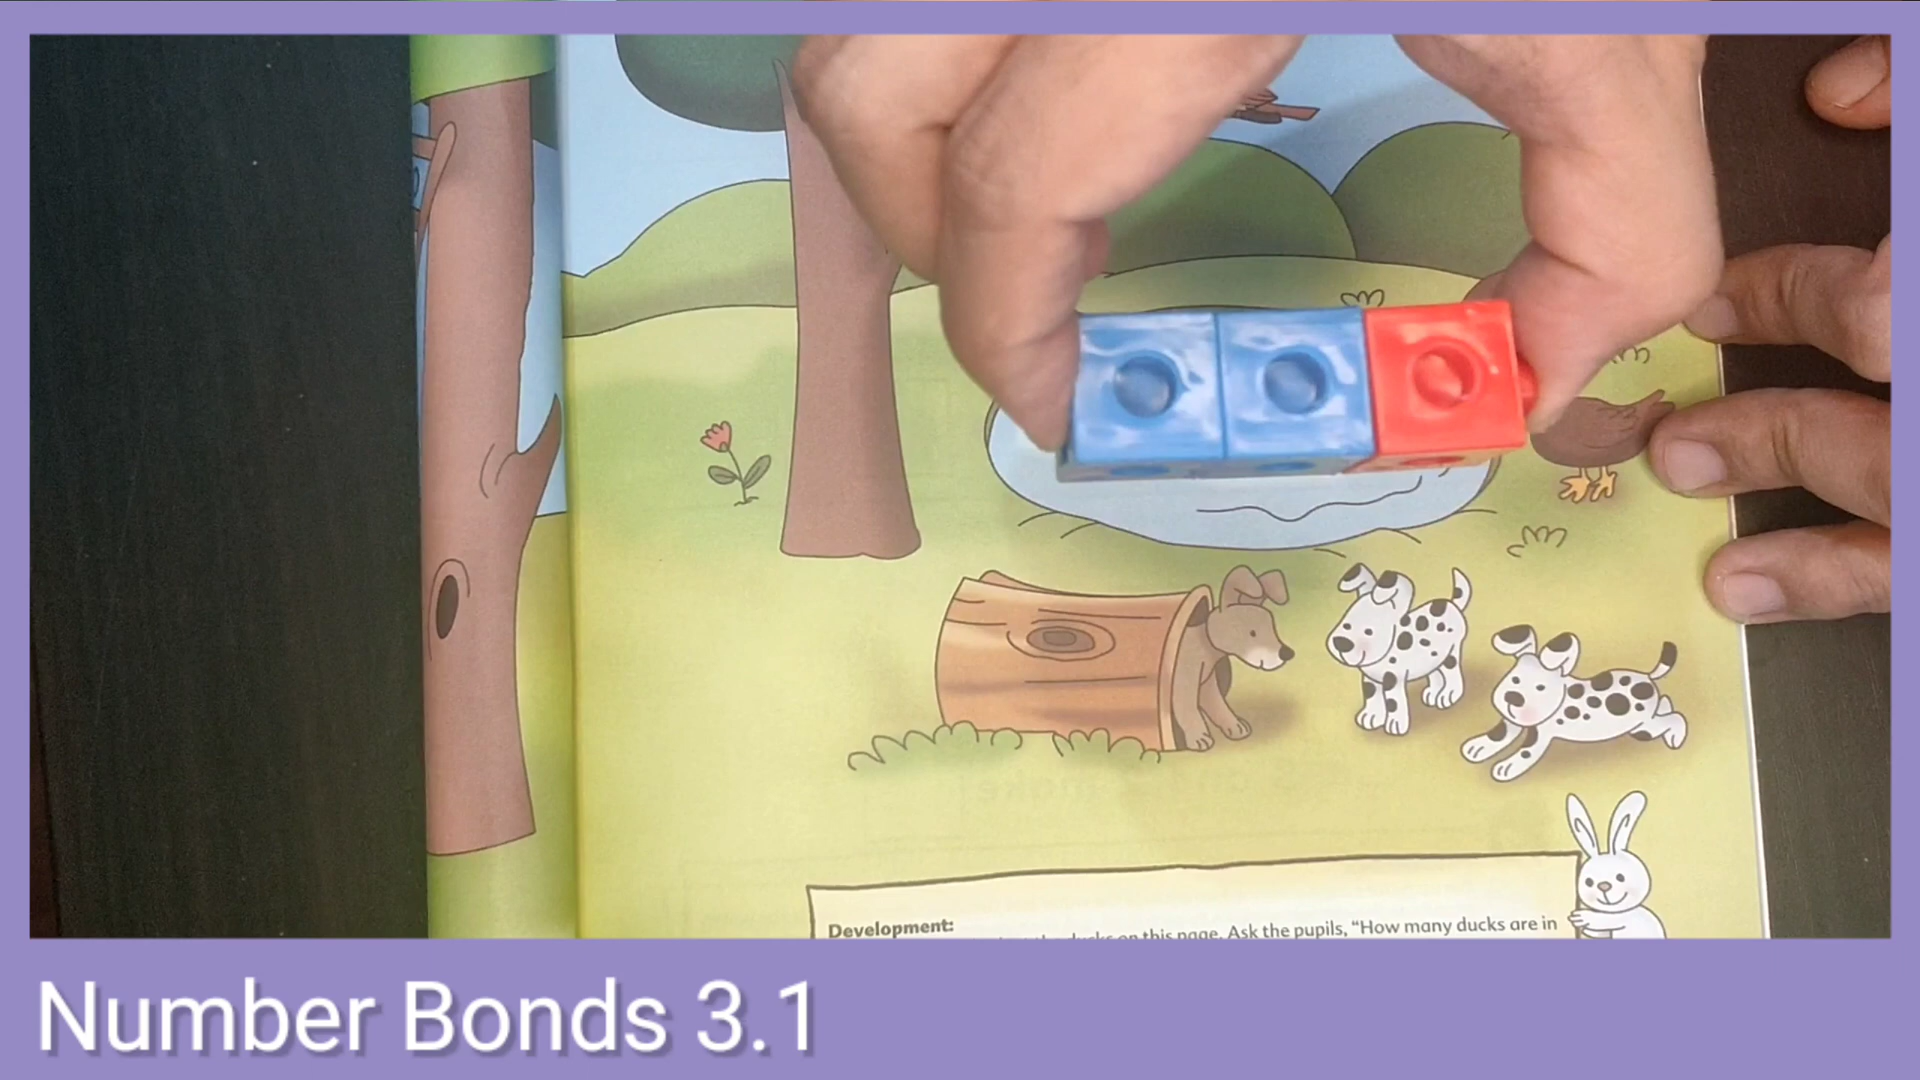 Development:
on this page. Ask the pupils, “How many ducks are in
Number Bonds 3.1